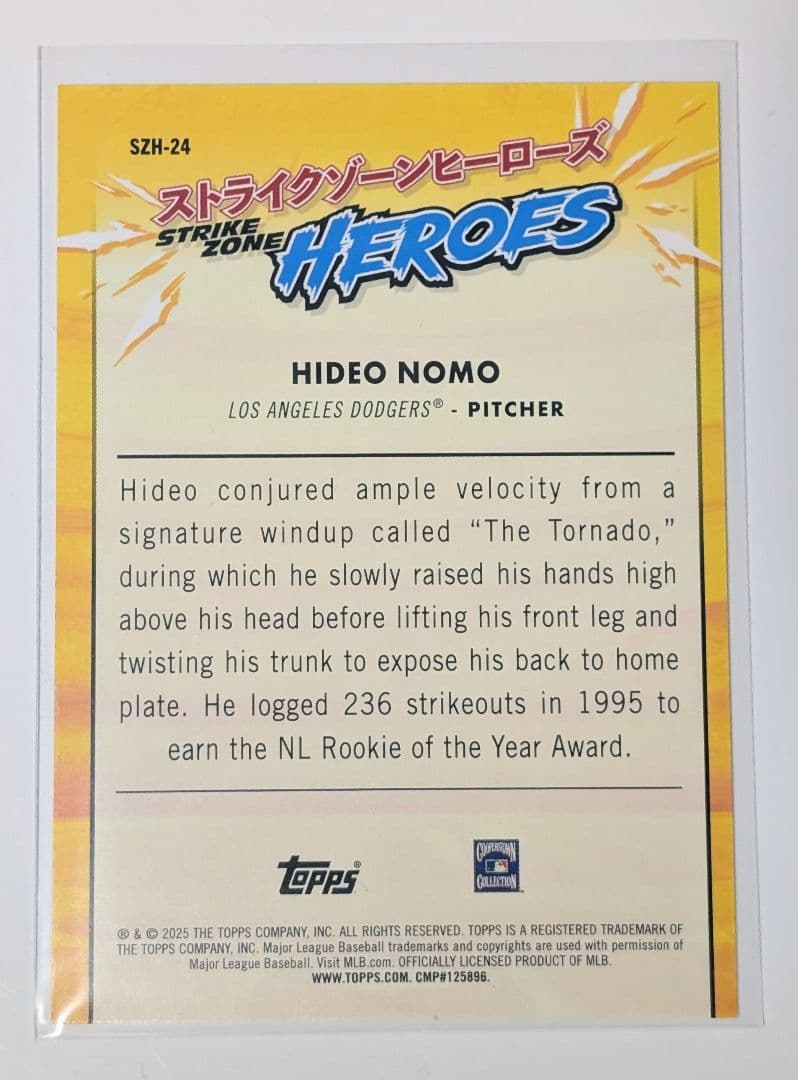 SZH-24
ストライクゾーンヒーローズ
STRIKE
ZONE
HEROES
HIDEO NOMO
LOS ANGELES DODGERS® - PITCHER
Hideo conjured ample velocity from a
signature windup called “The Tornado,”
during which he slowly raised his hands high
above his head before lifting his front leg and
twisting his trunk to expose his back to home
plate. He logged 236 strikeouts in 1995 to
earn the NL Rookie of the Year Award.
Topps®
COOPERSTOWN
COLLECTION
® & © 2025 THE TOPPS COMPANY, INC. ALL RIGHTS RESERVED. TOPPS IS A REGISTERED TRADEMARK OF
THE TOPPS COMPANY, INC. Major League Baseball trademarks and copyrights are used with permission of
Major League Baseball. Visit MLB.com. OFFICIALLY LICENSED PRODUCT OF MLB.
WWW.TOPPS.COM. CMP#125896.